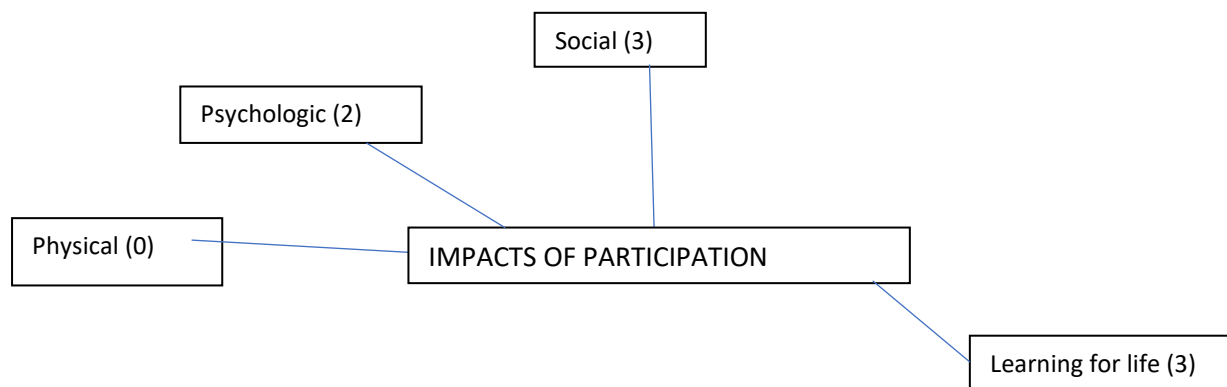 Social (3)
Psychologic (2)
Physical (0)
IMPACTS OF PARTICIPATION
Learning for life (3)